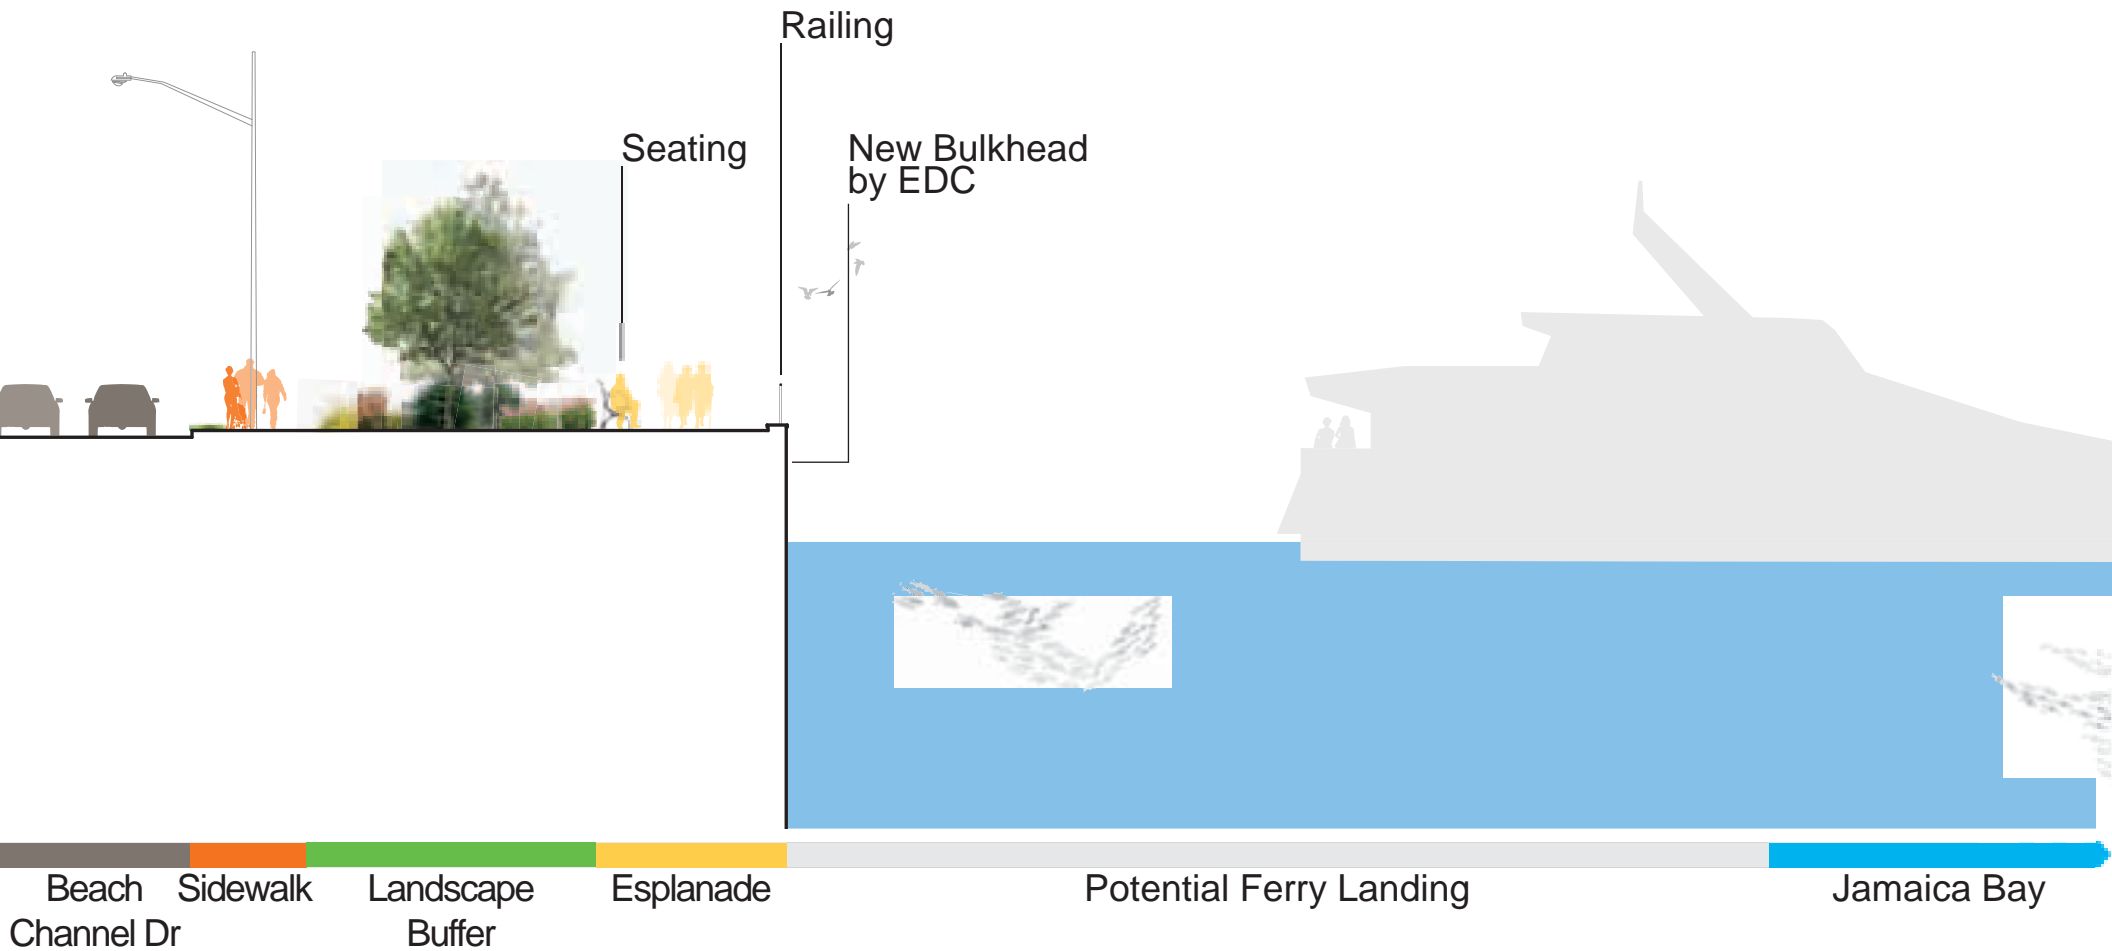 Railing
Seating
New Bulkhead
by EDC
Beach
Channel Dr
Sidewalk
Landscape
Buffer
Esplanade
Potential Ferry Landing
Jamaica Bay